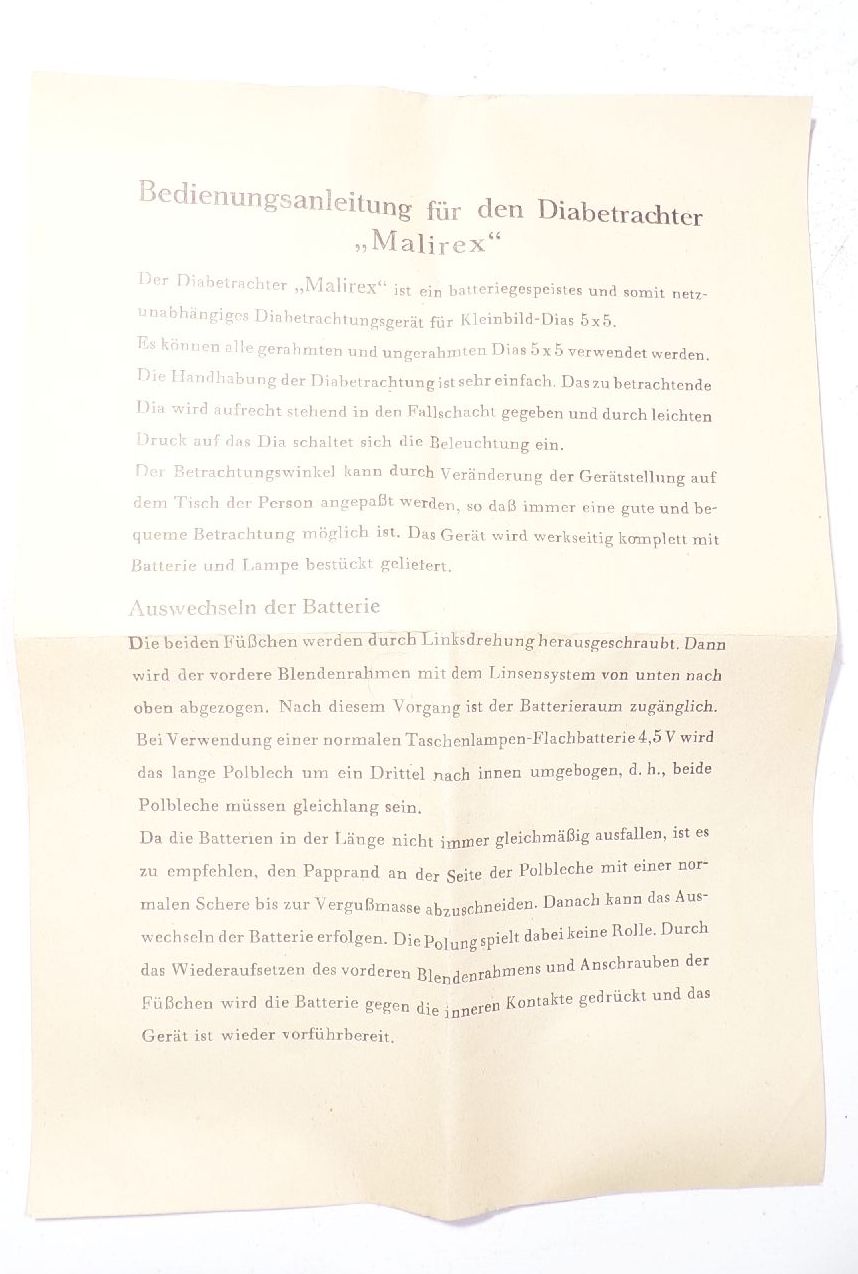 Bedienungsanleitung für den Diabetrachter
„Malirex“
Der Diabetrachter „Malirex“ ist ein batteriegespeistes und somit netz-
unabhängiges Diabetrachtungsgerät für Kleinbild-Dias 5x5.
Es können alle gerahmten und ungerahmten Dias 5x5 verwendet werden.
Die Handhabung der Diabetrachtung ist sehr einfach. Das zu betrachtende
Dia wird aufrecht stehend in den Fallschacht gegeben und durch leichten
Druck auf das Dia schaltet sich die Beleuchtung ein.
Der Betrachtungswinkel kann durch Veränderung der Gerätstellung auf
dem Tisch der Person angepaßt werden, so daß immer eine gute und be-
queme Betrachtung möglich ist. Das Gerät wird werkseitig komplett mit
Batterie und Lampe bestückt geliefert.
Auswechseln der Batterie
Die beiden Füßchen werden durch Linksdrehung herausgeschraubt. Dann
wird der vordere Blendenrahmen mit dem Linsensystem von unten nach
oben abgezogen. Nach diesem Vorgang ist der Batterieraum zugänglich.
Bei Verwendung einer normalen Taschenlampen-Flachbatterie 4,5 V wird
das lange Polblech um ein Drittel nach innen umgebogen, d. h., beide
Polbleche müssen gleichlang sein.
Da die Batterien in der Länge nicht immer gleichmäßig ausfallen, ist es
zu empfehlen, den Papprand an der Seite der Polbleche mit einer nor-
malen Schere bis zur Vergußmasse abzuschneiden. Danach kann das Aus-
wechseln der Batterie erfolgen. Die Polung spielt dabei keine Rolle. Durch
das Wiederaufsetzen des vorderen Blendenrahmens und Anschrauben der
Füßchen wird die Batterie gegen die inneren Kontakte gedrückt und das
Gerät ist wieder vorführbereit.